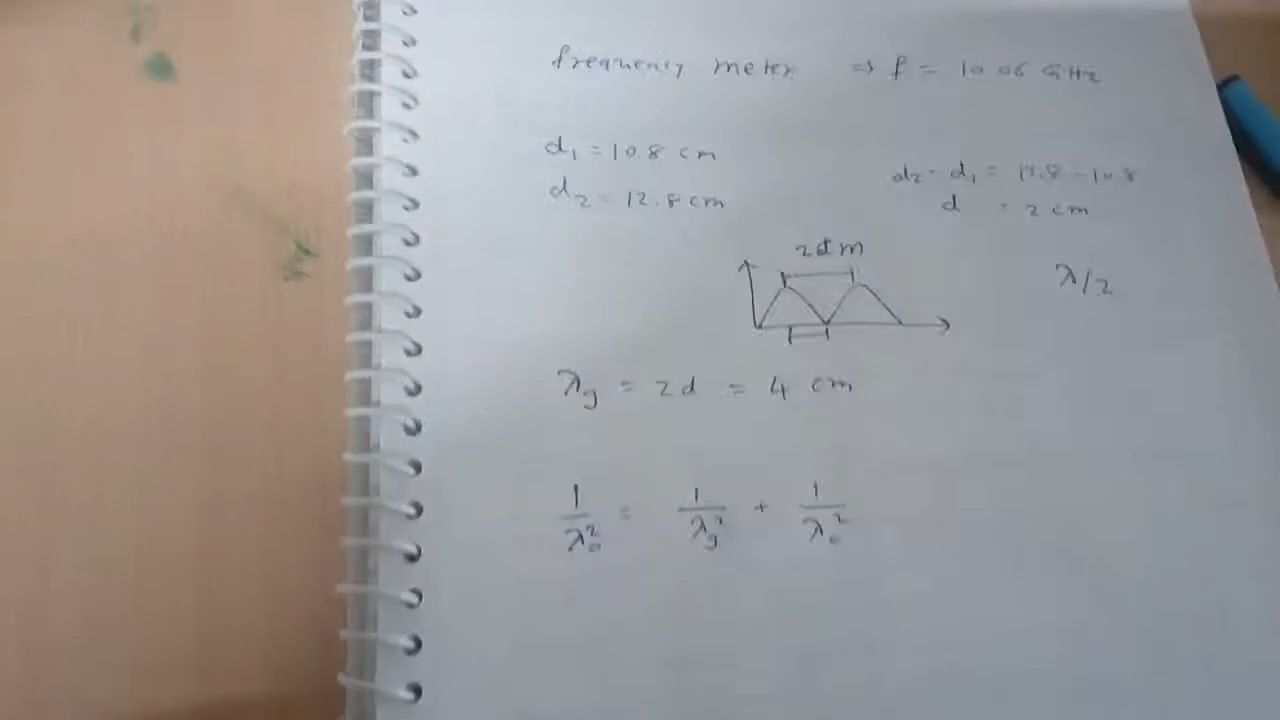 frequency meter ⇒ f = 10.06 GHz
d₁ = 10.8 cm
d₂ = 12.8 cm
d₂ - d₁ = 12.8 - 10.8
d = 2 cm
λ/2
λg = 2d = 4 cm
1/λ₀² = 1/λg² + 1/λc²